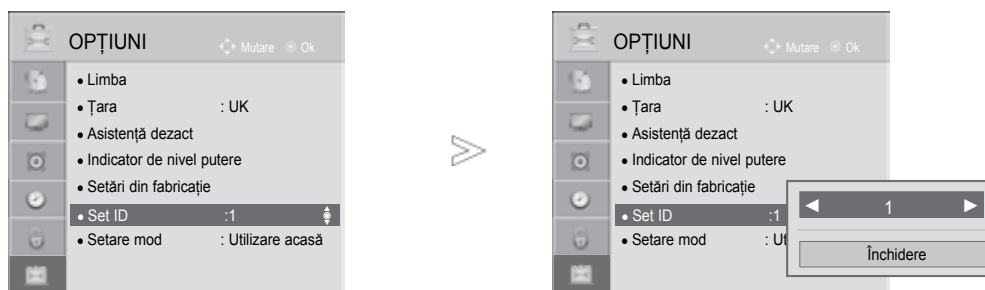 OPȚIUNI
Mutare Ok
• Limba
• Țara : UK
• Asistență dezact
• Indicator de nivel putere
• Setări din fabricație
• Set ID :1
• Setare mod : Utilizare acasă
OPȚIUNI
Mutare Ok
• Limba
• Țara : UK
• Asistență dezact
• Indicator de nivel putere
• Setări din fabricație
• Set ID :1
• Setare mod : Ut
◄ 1 ►
Închidere